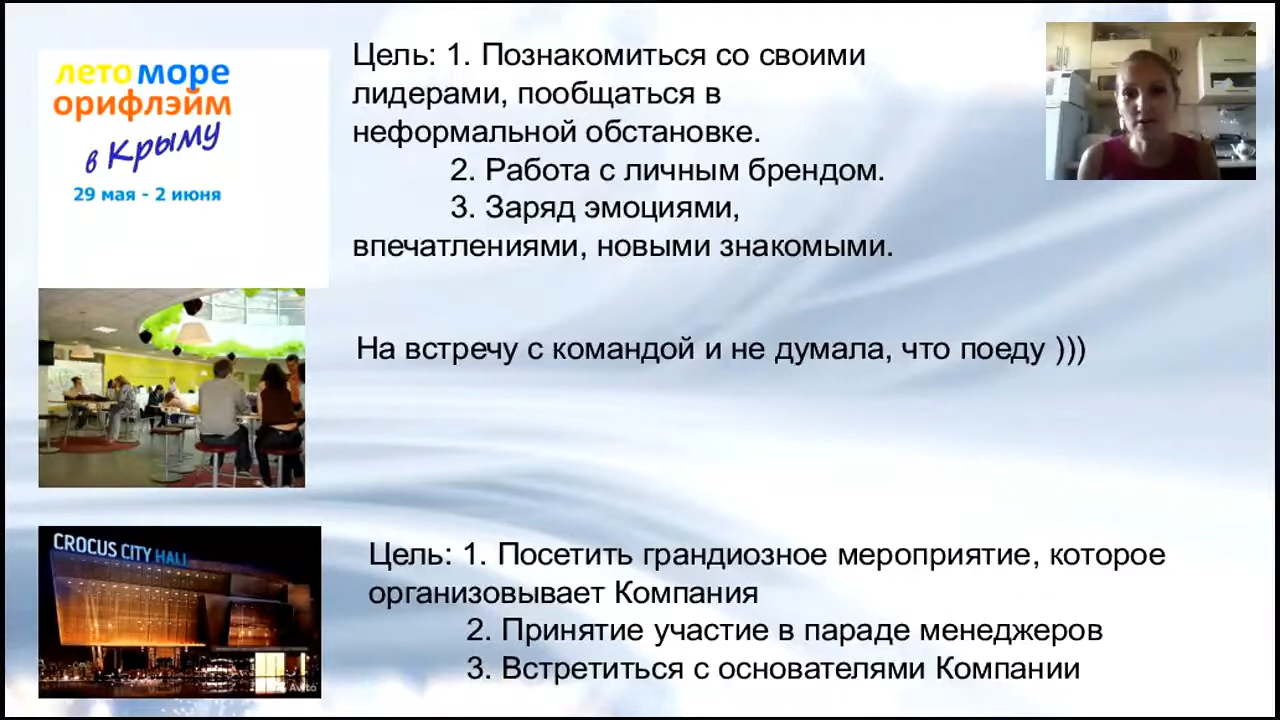 лето море
орифлэйм
в Крыму
29 мая - 2 июня
Цель: 1. Познакомиться со своими
лидерами, пообщаться в
неформальной обстановке.
2. Работа с личным брендом.
3. Заряд эмоциями,
впечатлениями, новыми знакомыми.
На встречу с командой и не думала, что поеду )))
CROCUS CITY HALL
Avito
Цель: 1. Посетить грандиозное мероприятие, которое
организовывает Компания
2. Принятие участие в параде менеджеров
3. Встретиться с основателями Компании